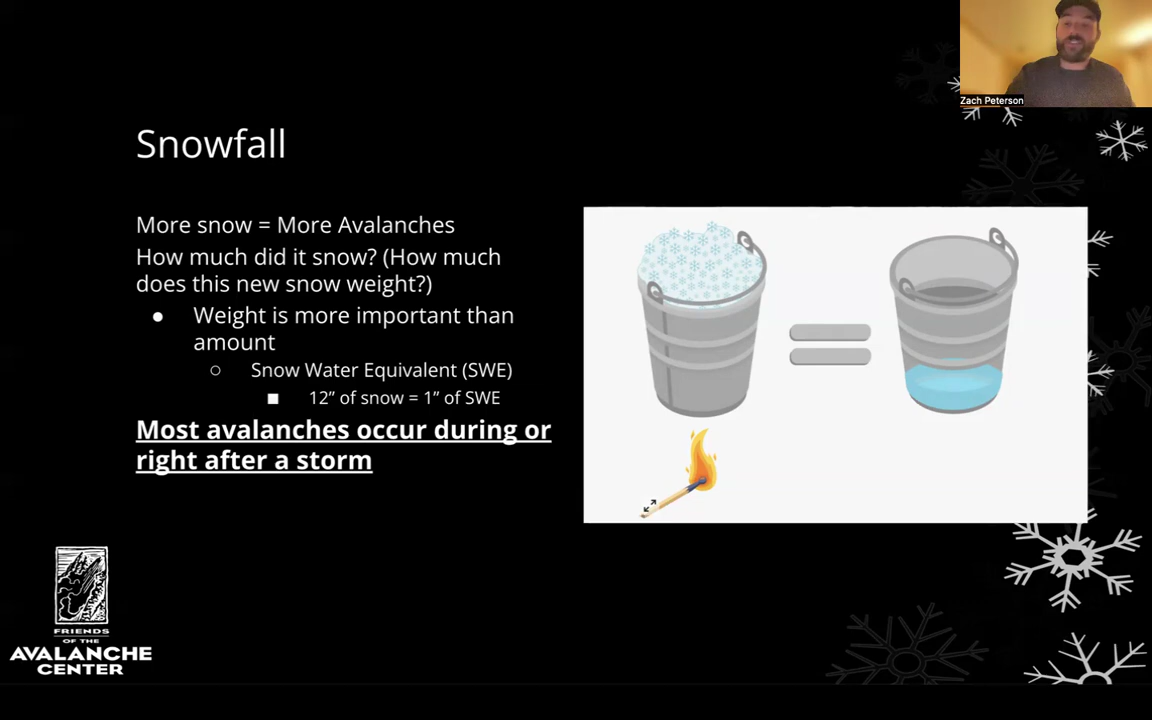 Zach Peterson
Snowfall
More snow = More Avalanches
How much did it snow? (How much
does this new snow weight?)
● Weight is more important than
amount
○ Snow Water Equivalent (SWE)
■ 12” of snow = 1” of SWE
Most avalanches occur during or
right after a storm
FRIENDS
OF THE
AVALANCHE
CENTER